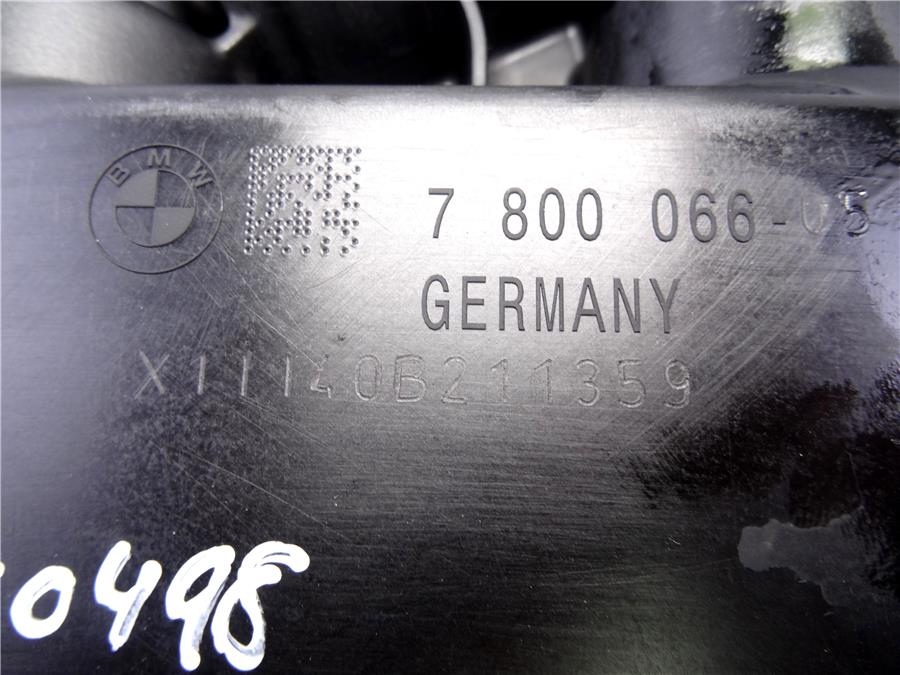 BMW
7 800 066-05
GERMANY
X11140B211359
0498